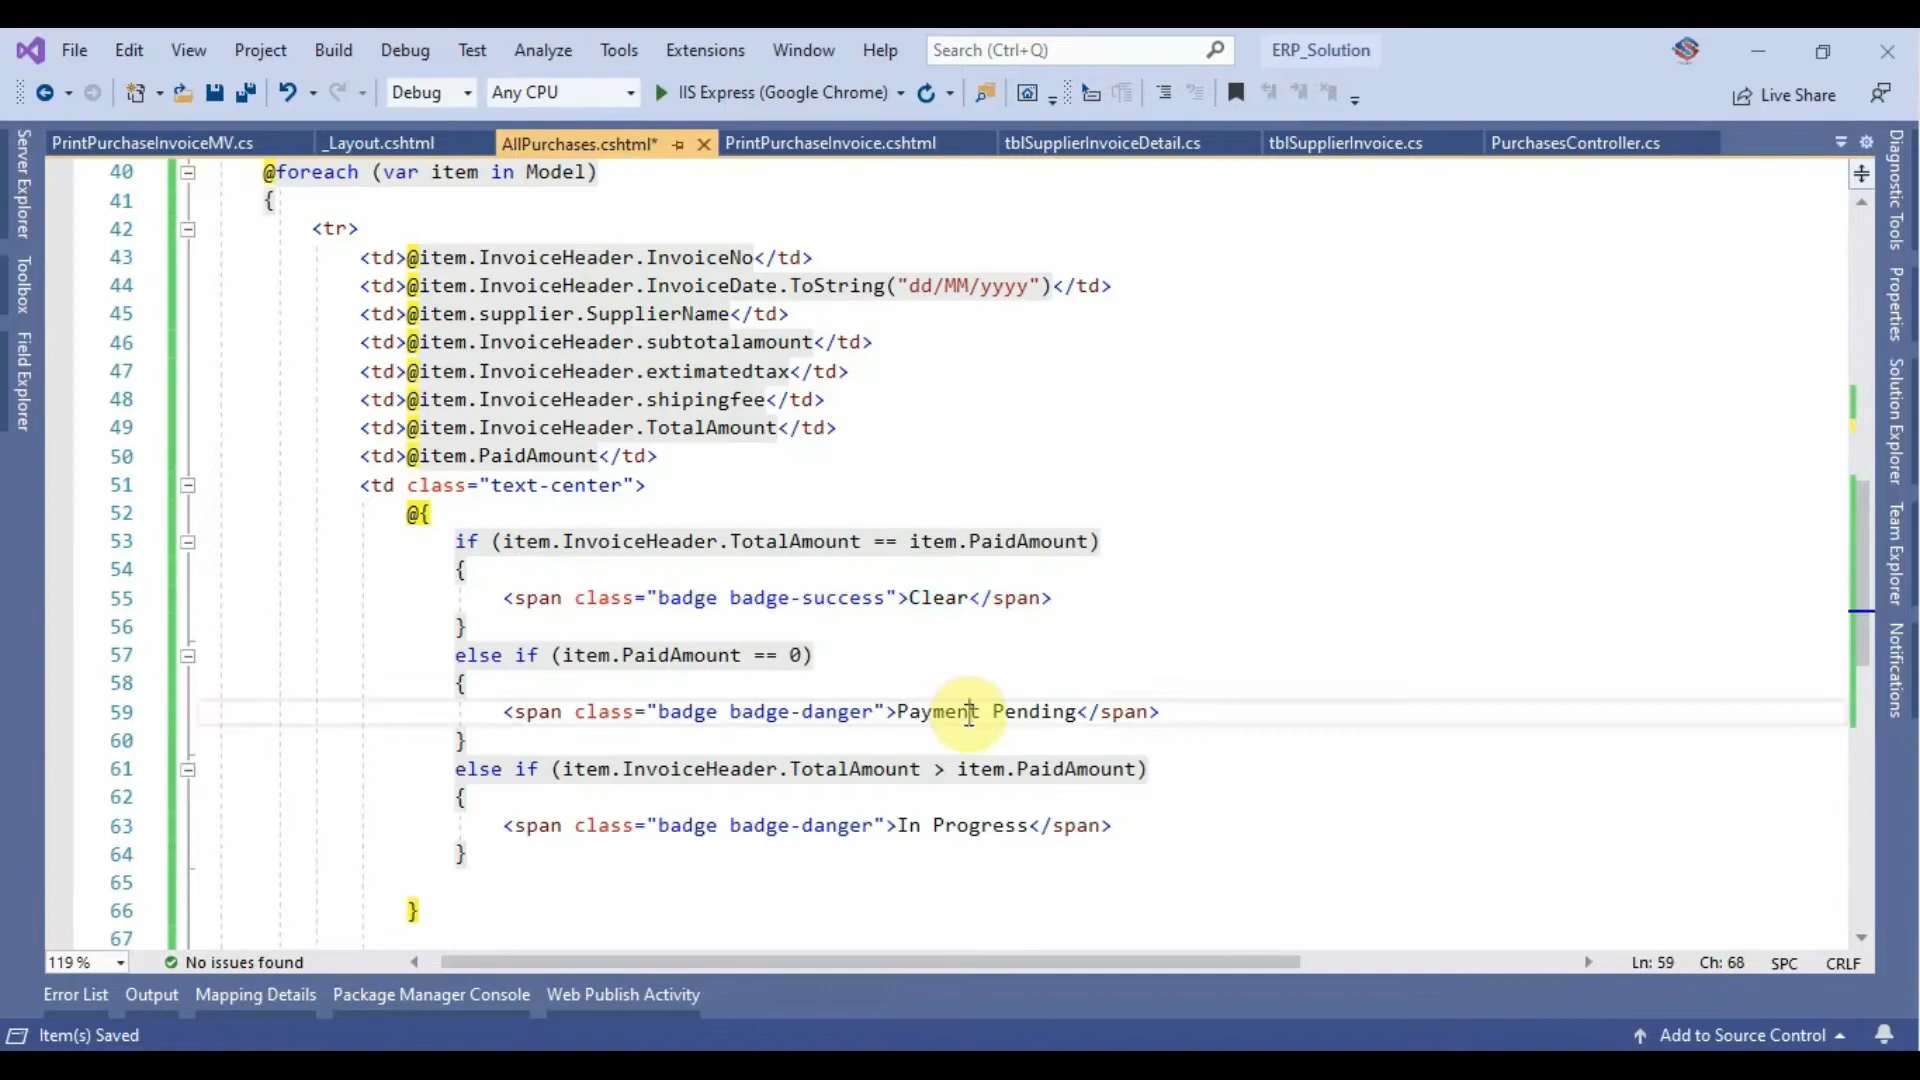 File Edit View Project Build Debug Test Analyze Tools Extensions Window Help Search (Ctrl+Q) ERP_Solution
Debug Any CPU IIS Express (Google Chrome) Live Share
PrintPurchaseInvoiceMV.cs _Layout.cshtml AllPurchases.cshtml* PrintPurchaseInvoice.cshtml tblSupplierInvoiceDetail.cs tblSupplierInvoice.cs PurchasesController.cs
Server Explorer
Toolbox
Field Explorer
40 @foreach (var item in Model)
41 {
42 <tr>
43 <td>@item.InvoiceHeader.InvoiceNo</td>
44 <td>@item.InvoiceHeader.InvoiceDate.ToString("dd/MM/yyyy")</td>
45 <td>@item.supplier.SupplierName</td>
46 <td>@item.InvoiceHeader.subtotalamount</td>
47 <td>@item.InvoiceHeader.extimatedtax</td>
48 <td>@item.InvoiceHeader.shipingfee</td>
49 <td>@item.InvoiceHeader.TotalAmount</td>
50 <td>@item.PaidAmount</td>
51 <td class="text-center">
52 @{
53 if (item.InvoiceHeader.TotalAmount == item.PaidAmount)
54 {
55 <span class="badge badge-success">Clear</span>
56 }
57 else if (item.PaidAmount == 0)
58 {
59 <span class="badge badge-danger">Payment Pending</span>
60 }
61 else if (item.InvoiceHeader.TotalAmount > item.PaidAmount)
62 {
63 <span class="badge badge-danger">In Progress</span>
64 }
65
66 }
67
Diagnostic Tools
Properties
Solution Explorer
Team Explorer
Notifications
119 % No issues found Ln: 59 Ch: 68 SPC CRLF
Error List Output Mapping Details Package Manager Console Web Publish Activity
Item(s) Saved Add to Source Control